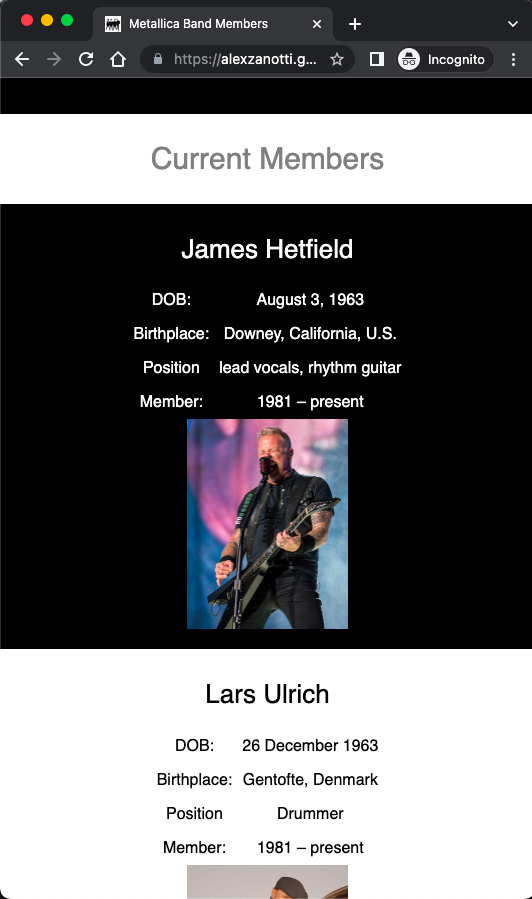 Metallica Band Members
https://alexzanotti.g...
Incognito
Current Members
James Hetfield
DOB: August 3, 1963
Birthplace: Downey, California, U.S.
Position lead vocals, rhythm guitar
Member: 1981 – present
Lars Ulrich
DOB: 26 December 1963
Birthplace: Gentofte, Denmark
Position Drummer
Member: 1981 – present